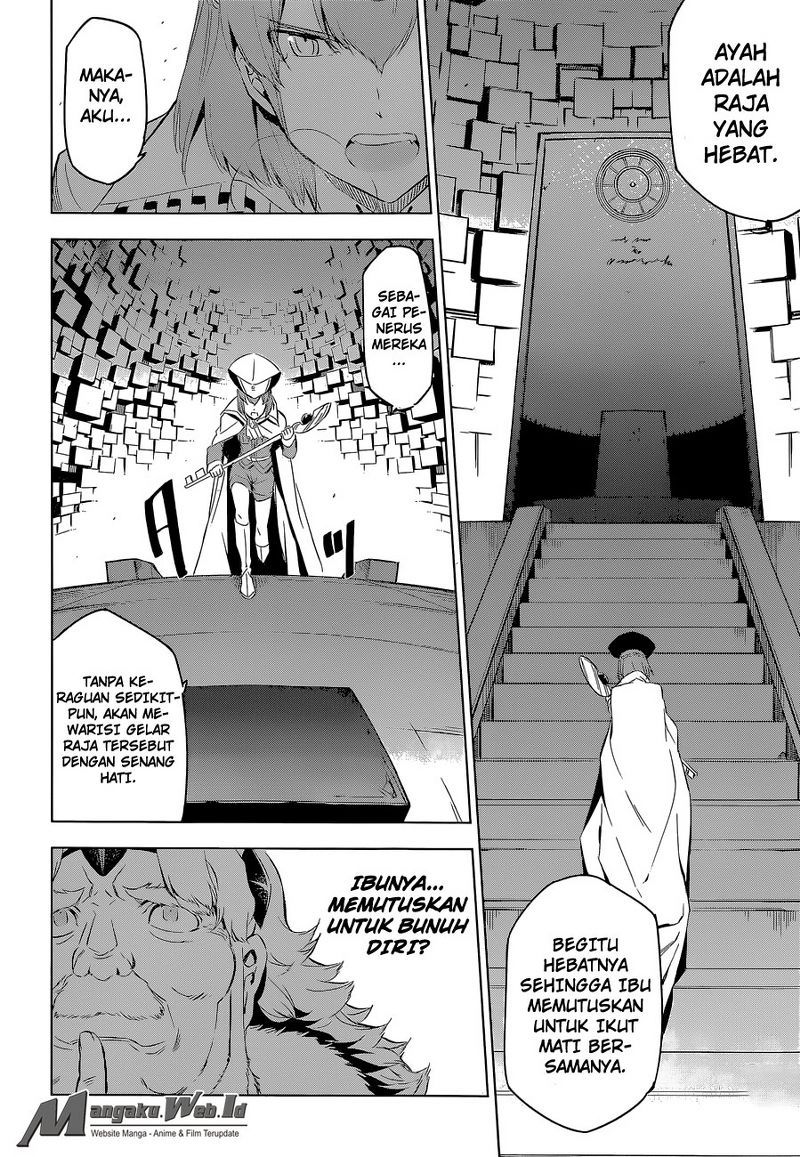 AYAH
ADALAH
RAJA
YANG
HEBAT.
BEGITU
HEBATNYA
SEHINGGA IBU
MEMUTUSKAN
UNTUK IKUT
MATI BER-
SAMANYA.
MAKA-
NYA,
AKU...
SEBA-
GAI PE-
NERUS
MEREKA
...
ﾀ
ｯ
TANPA KE-
RAGUAN SEDIKIT-
PUN, AKAN ME-
WARISI GELAR
RAJA TERSEBUT
DENGAN SENANG
HATI.
IBUNYA...
MEMUTUSKAN
UNTUK BUNUH
DIRI?
Mangaku.Web.Id
Website Manga - Anime & Film Terupdate